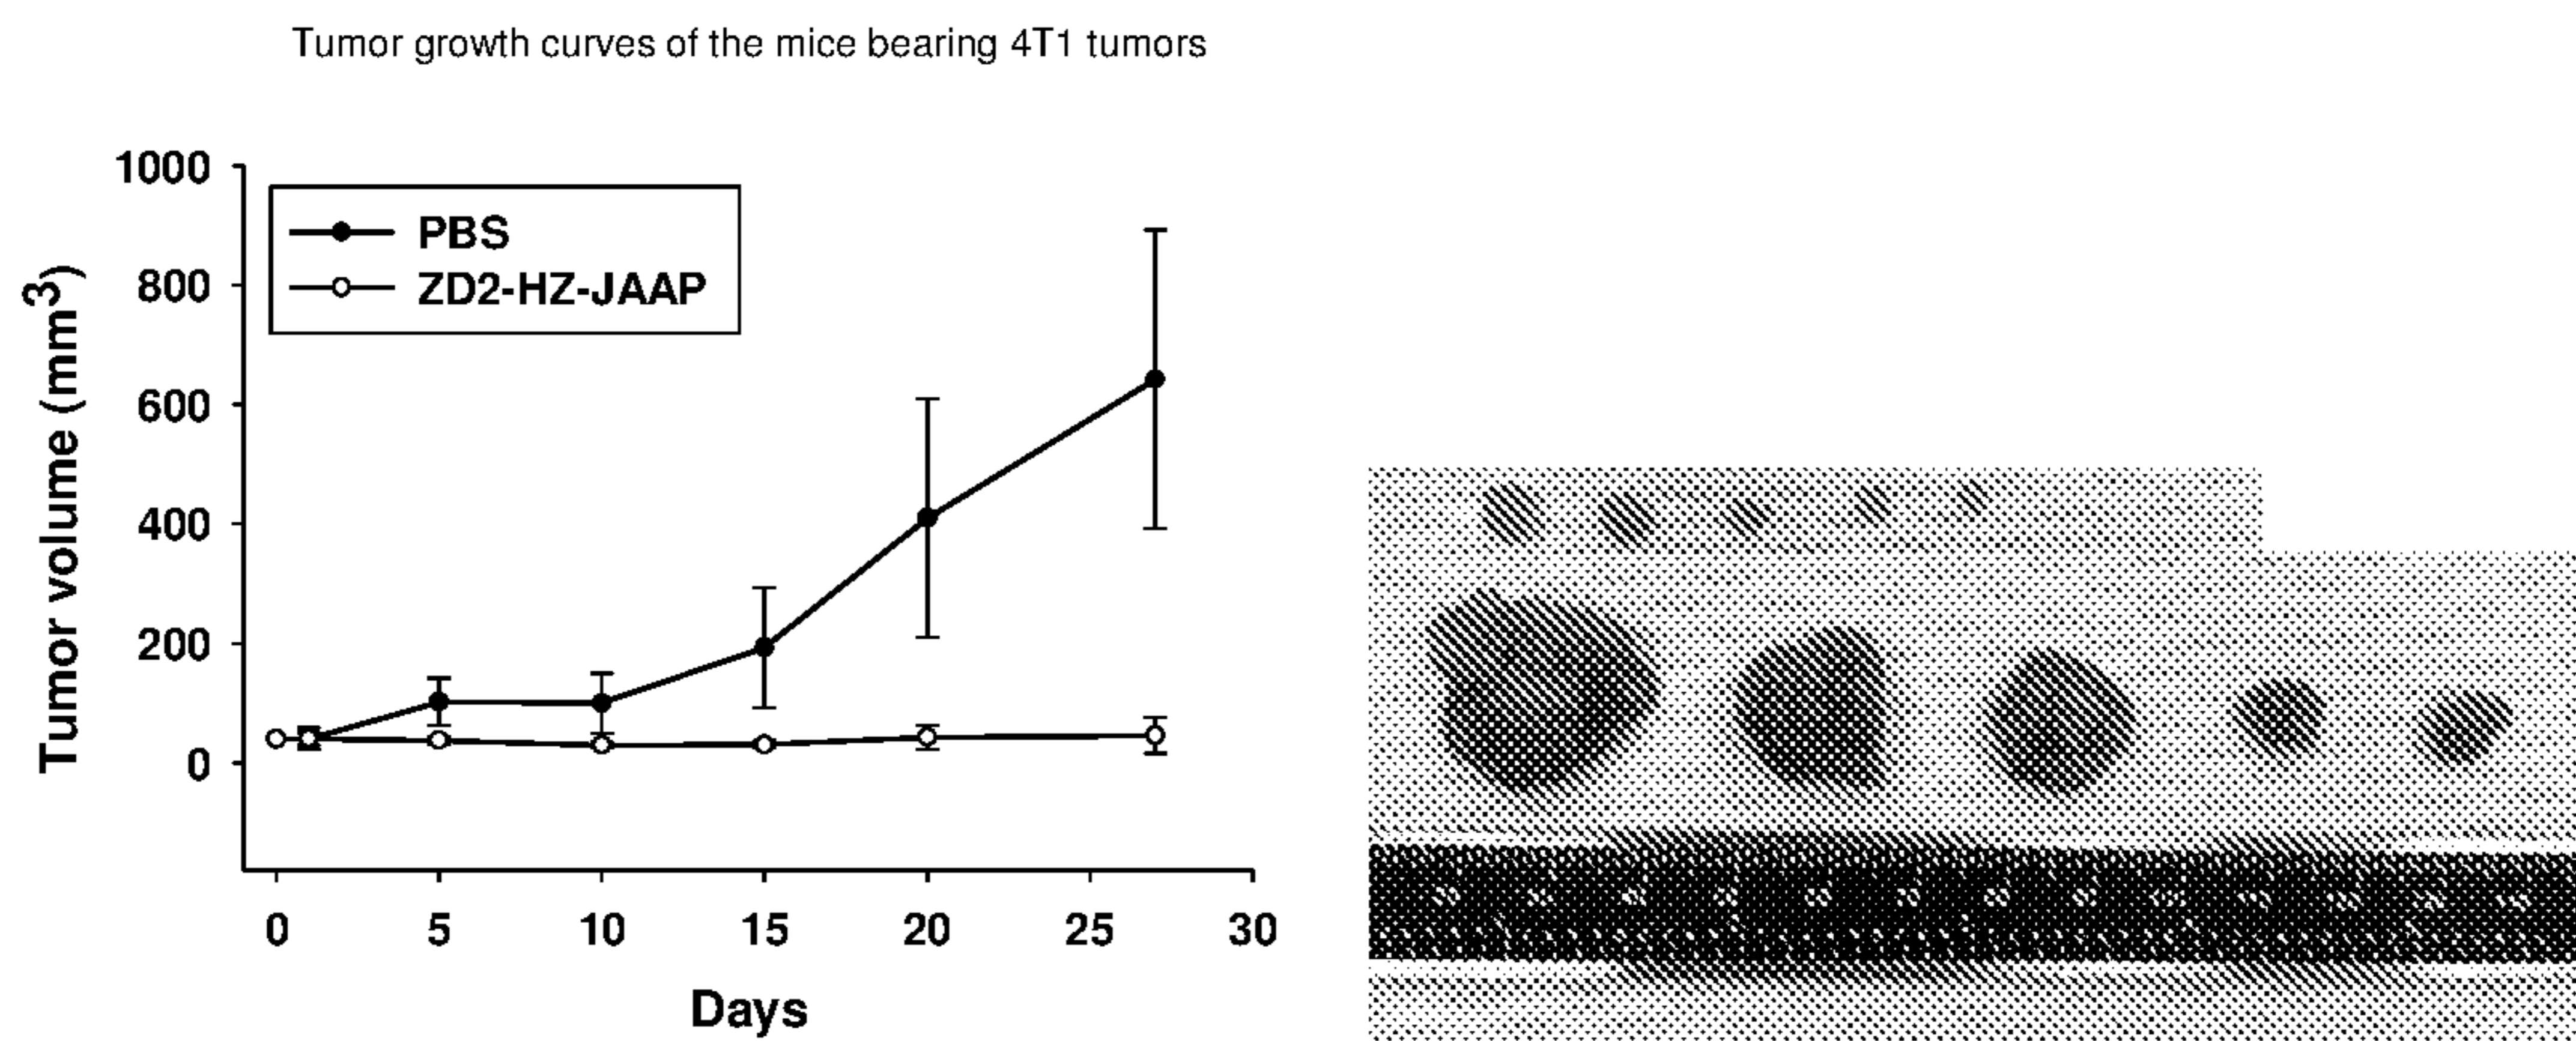 Tumor growth curves of the mice bearing 4T1 tumors
1000
800
600
400
200
0
Tumor volume (mm³)
PBS
ZD2-HZ-JAAP
0 5 10 15 20 25 30
Days